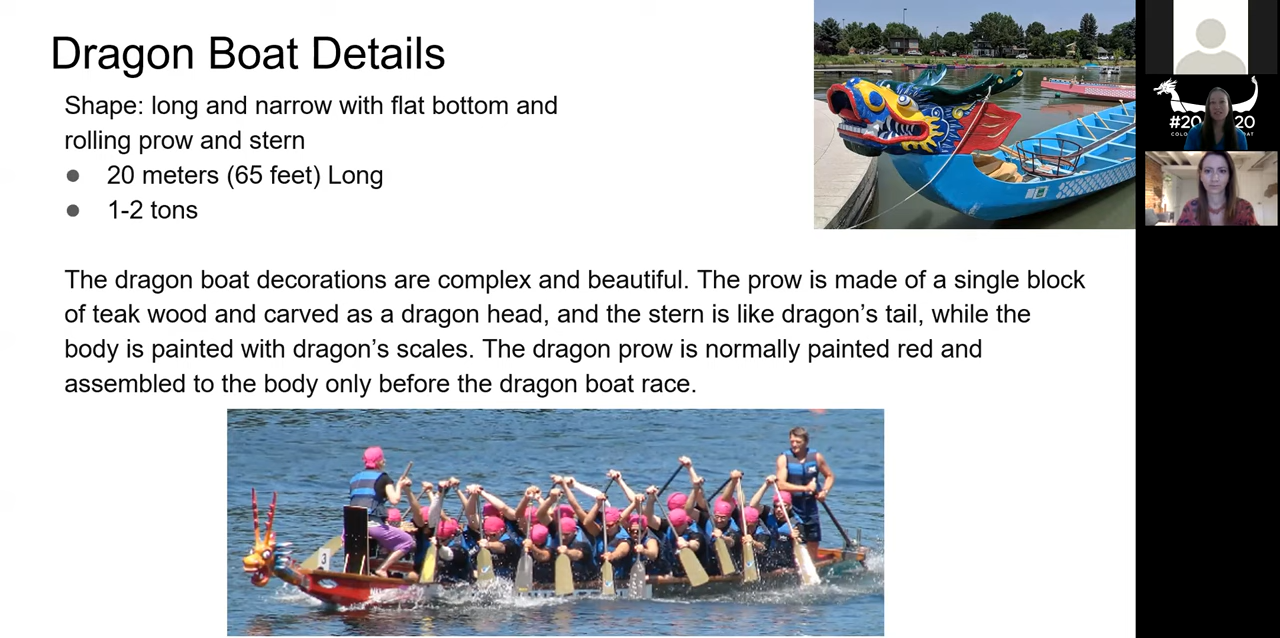 Dragon Boat Details
Shape: long and narrow with flat bottom and
rolling prow and stern
● 20 meters (65 feet) Long
● 1-2 tons
The dragon boat decorations are complex and beautiful. The prow is made of a single block
of teak wood and carved as a dragon head, and the stern is like dragon’s tail, while the
body is painted with dragon’s scales. The dragon prow is normally painted red and
assembled to the body only before the dragon boat race.
3
#20 20